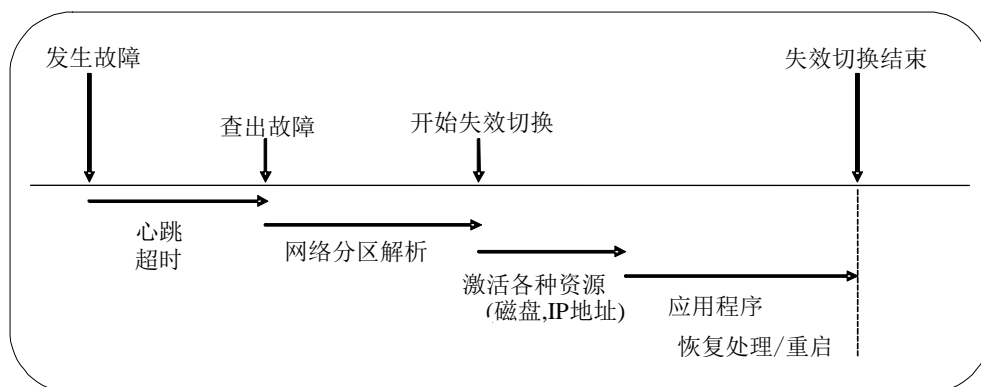 发生故障
失效切换结束
查出故障
开始失效切换
心跳
超时
网络分区解析
激活各种资源
(磁盘,IP地址)
应用程序
恢复处理/重启